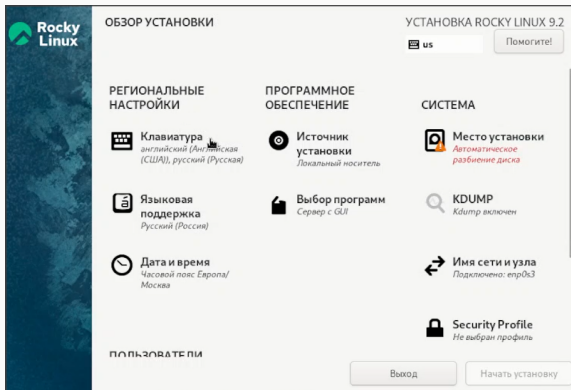 Rocky
Linux
ОБЗОР УСТАНОВКИ
УСТАНОВКА ROCKY LINUX 9.2
us
Помогите!
РЕГИОНАЛЬНЫЕ
НАСТРОЙКИ
Клавиатура
английский (Английская
(США)), русский (Русская)
Языковая
поддержка
Русский (Россия)
Дата и время
Часовой пояс Европа/
Москва
ПОЛЬЗОВАТЕЛИ
ПРОГРАММНОЕ
ОБЕСПЕЧЕНИЕ
Источник
установки
Локальный носитель
Выбор программ
Сервер с GUI
СИСТЕМА
Место установки
Автоматическое
разбиение диска
KDUMP
Kdump включен
Имя сети и узла
Подключено: enp0s3
Security Profile
Не выбран профиль
Выход
Начать установку